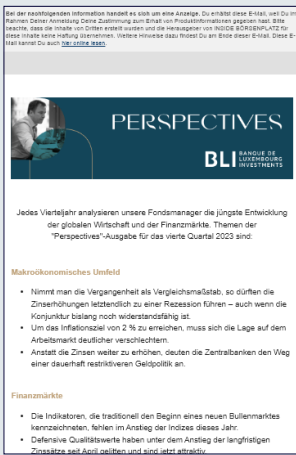 Bei der nachfolgenden Information handelt es sich um eine Anzeige. Du erhältst diese E-Mail, weil Du im
Rahmen Deiner Anmeldung Deine Zustimmung zum Erhalt von Produktinformationen gegeben hast. Bitte
beachte, dass die Inhalte von Dritten erstellt wurden und die Herausgeber von INSIDE BÖRSENPLATZ für
diese Inhalte keine Haftung übernehmen. Weitere Hinweise dazu findest Du am Ende dieser E-Mail. Diese E-
Mail kannst Du auch hier online lesen.
PERSPECTIVES
BLI BANQUE DE
LUXEMBOURG
INVESTMENTS
Jedes Vierteljahr analysieren unsere Fondsmanager die jüngste Entwicklung
der globalen Wirtschaft und der Finanzmärkte. Themen der
"Perspectives"-Ausgabe für das vierte Quartal 2023 sind:
Makroökonomisches Umfeld
• Nimmt man die Vergangenheit als Vergleichsmaßstab, so dürften die
Zinserhöhungen letztendlich zu einer Rezession führen – auch wenn die
Konjunktur bislang noch widerstandsfähig ist.
• Um das Inflationsziel von 2 % zu erreichen, muss sich die Lage auf dem
Arbeitsmarkt deutlicher verschlechtern.
• Anstatt die Zinsen weiter zu erhöhen, deuten die Zentralbanken den Weg
einer dauerhaft restriktiveren Geldpolitik an.
Finanzmärkte
• Die Indikatoren, die traditionell den Beginn eines neuen Bullenmarktes
kennzeichneten, fehlen im Anstieg der Indizes dieses Jahr.
• Defensive Qualitätswerte haben unter dem Anstieg der langfristigen
Zinssätze seit April gelitten und sind jetzt attraktiv.